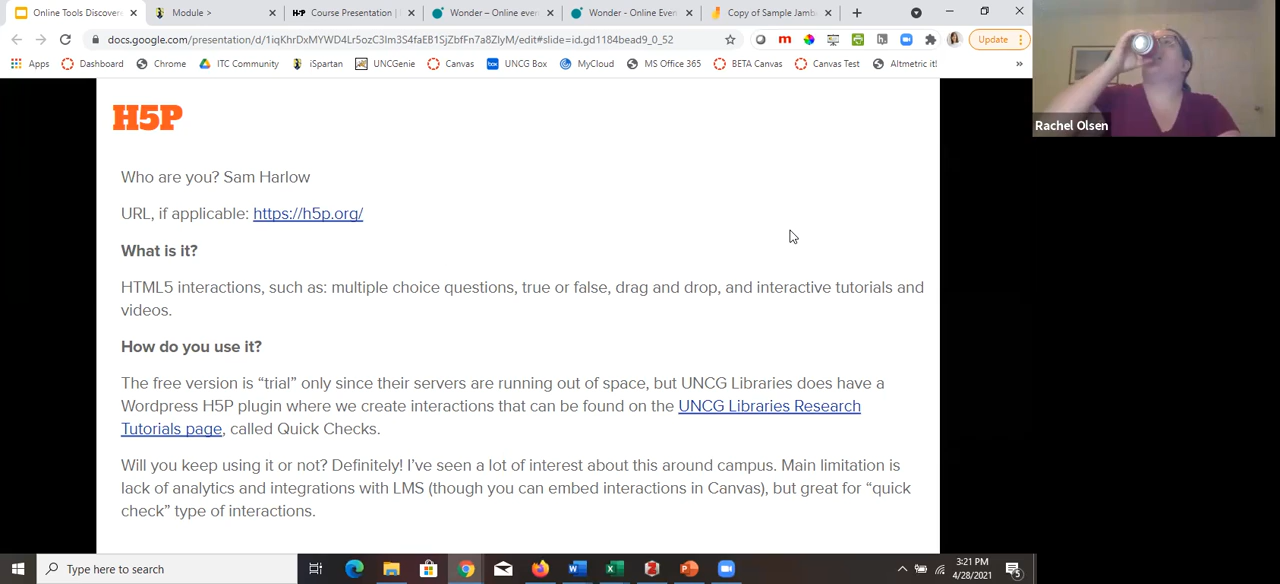 Online Tools Discover
Module >
H-P Course Presentation |
Wonder – Online even
Wonder - Online Even
Copy of Sample Jamb
docs.google.com/presentation/d/1iqKhrDxMYWD4Lr5ozC3lm3S4faEB1SjZbfFn7a8ZlyM/edit#slide=id.gd1184bead9_0_52
Update
Apps Dashboard Chrome ITC Community iSpartan UNCGenie Canvas UNCG Box MyCloud MS Office 365 BETA Canvas Canvas Test Altmetric it! »
H5P
Rachel Olsen
Who are you? Sam Harlow
URL, if applicable: https://h5p.org/
What is it?
HTML5 interactions, such as: multiple choice questions, true or false, drag and drop, and interactive tutorials and
videos.
How do you use it?
The free version is “trial” only since their servers are running out of space, but UNCG Libraries does have a
Wordpress H5P plugin where we create interactions that can be found on the UNCG Libraries Research
Tutorials page, called Quick Checks.
Will you keep using it or not? Definitely! I’ve seen a lot of interest about this around campus. Main limitation is
lack of analytics and integrations with LMS (though you can embed interactions in Canvas), but great for “quick
check” type of interactions.
Type here to search
3:21 PM
4/28/2021
5